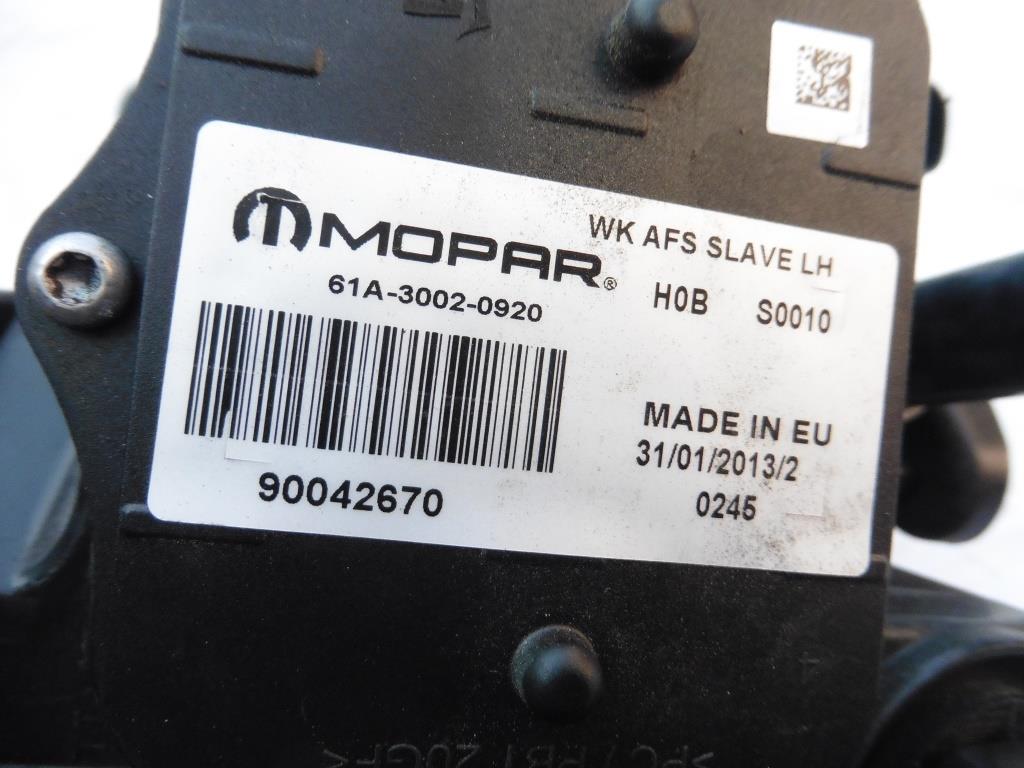 MOPAR®
WK AFS SLAVE LH
61A-3002-0920
H0B S0010
MADE IN EU
31/01/2013/2
90042670
0245